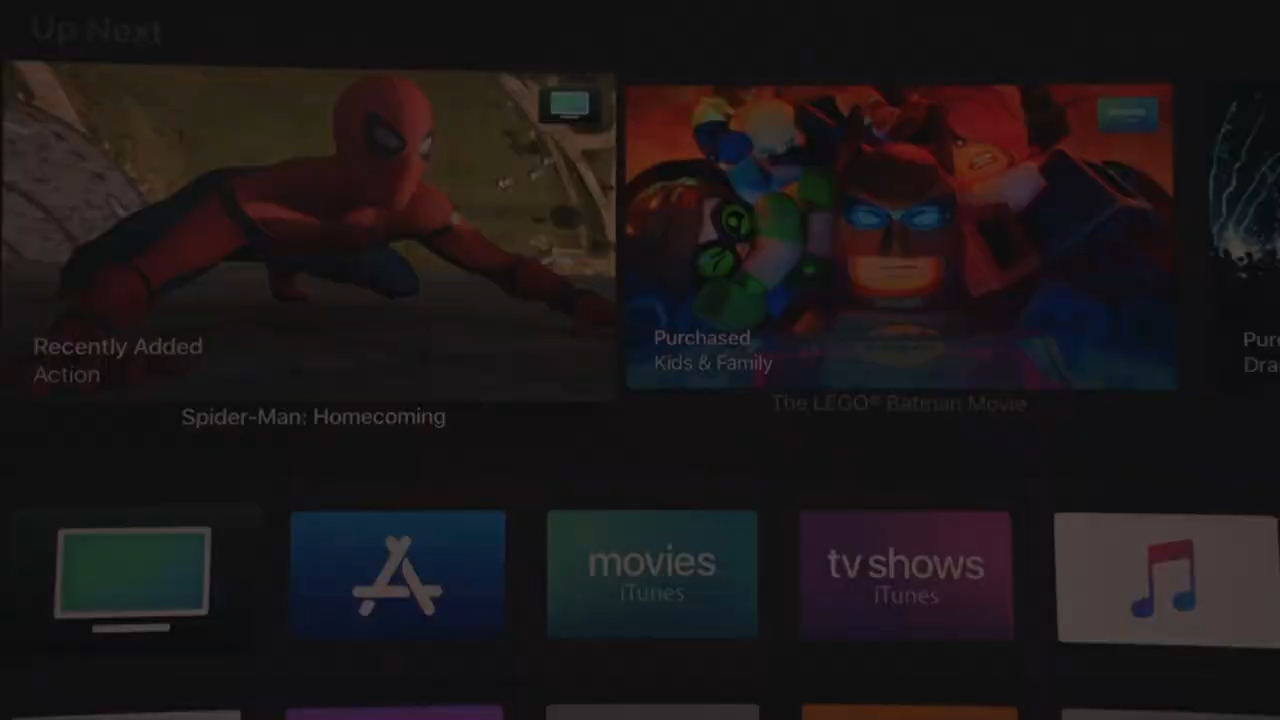 Up Next
Recently Added
Action
Spider-Man: Homecoming
Purchased
Kids & Family
The LEGO® Batman Movie
movies
iTunes
tv shows
iTunes